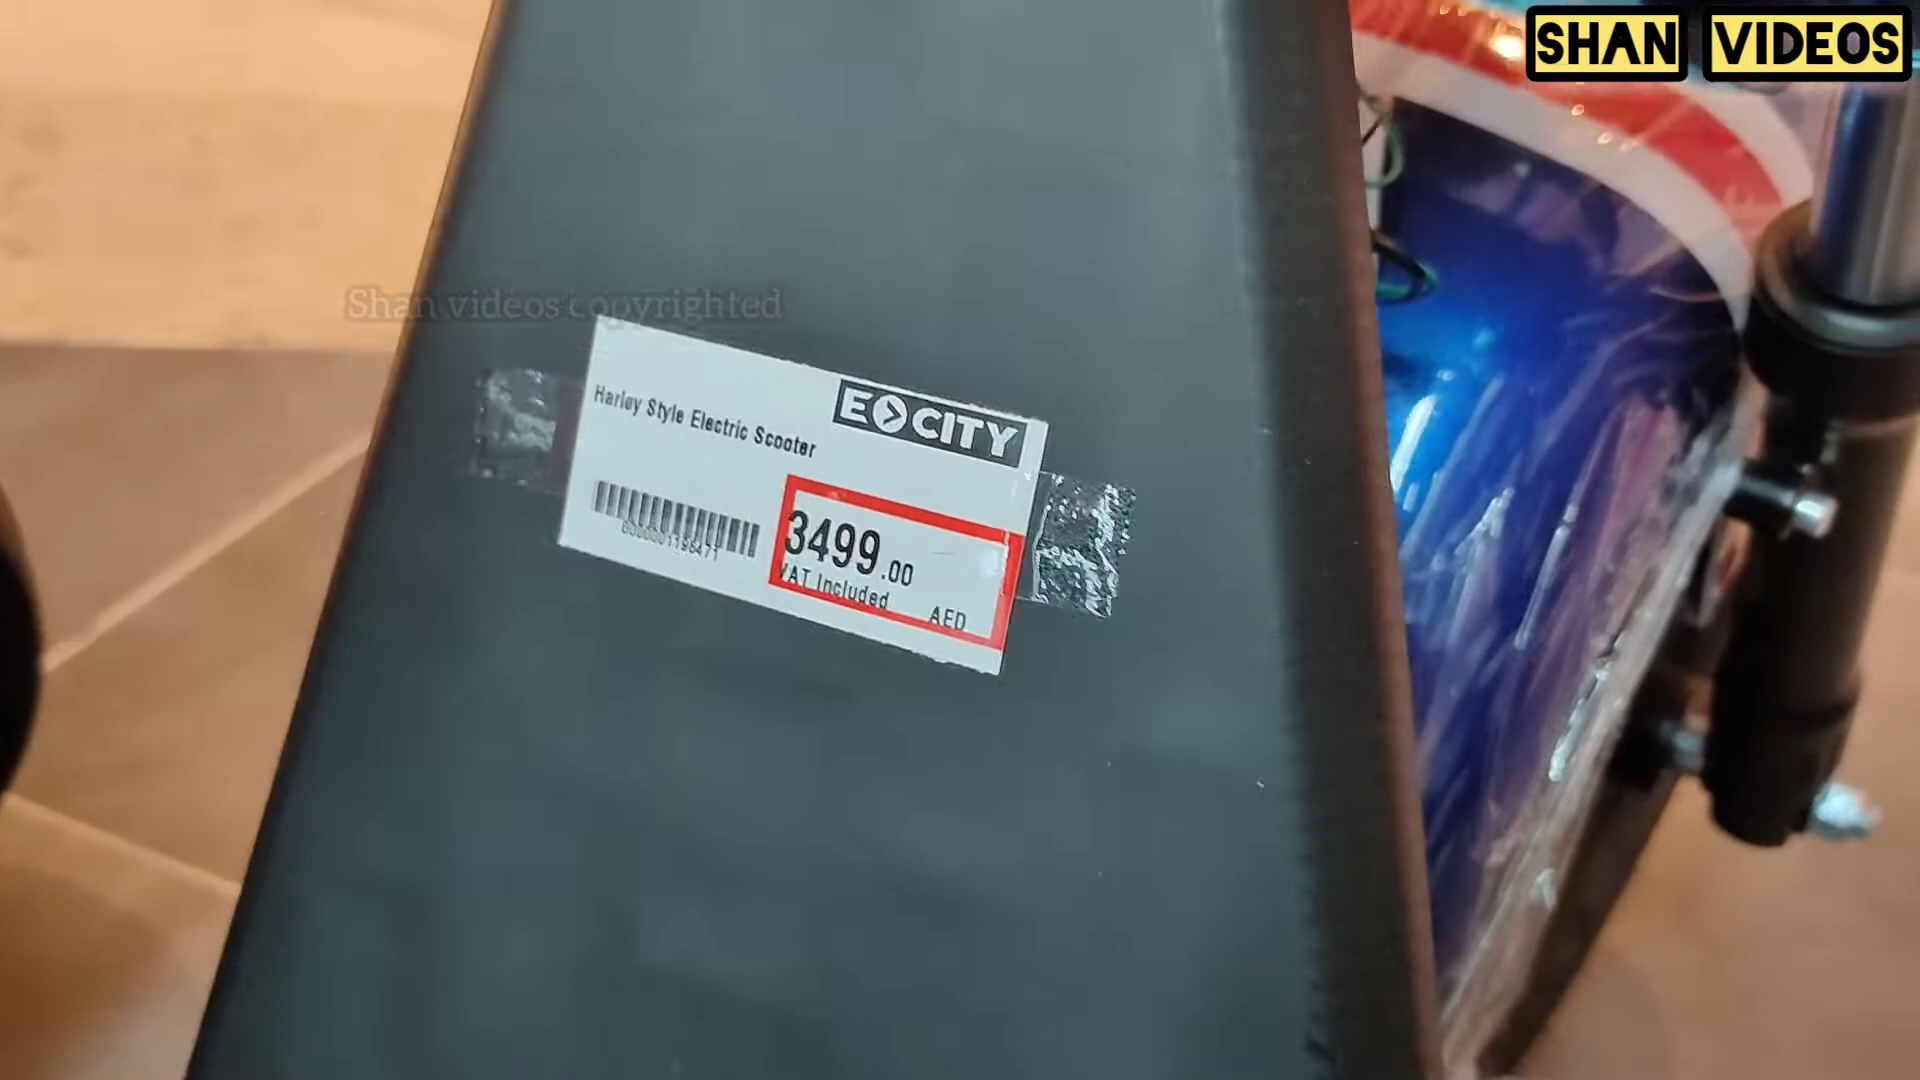 SHAN VIDEOS
Shan videos copyrighted
E CITY
Harley Style Electric Scooter
3499.00
VAT Included
AED